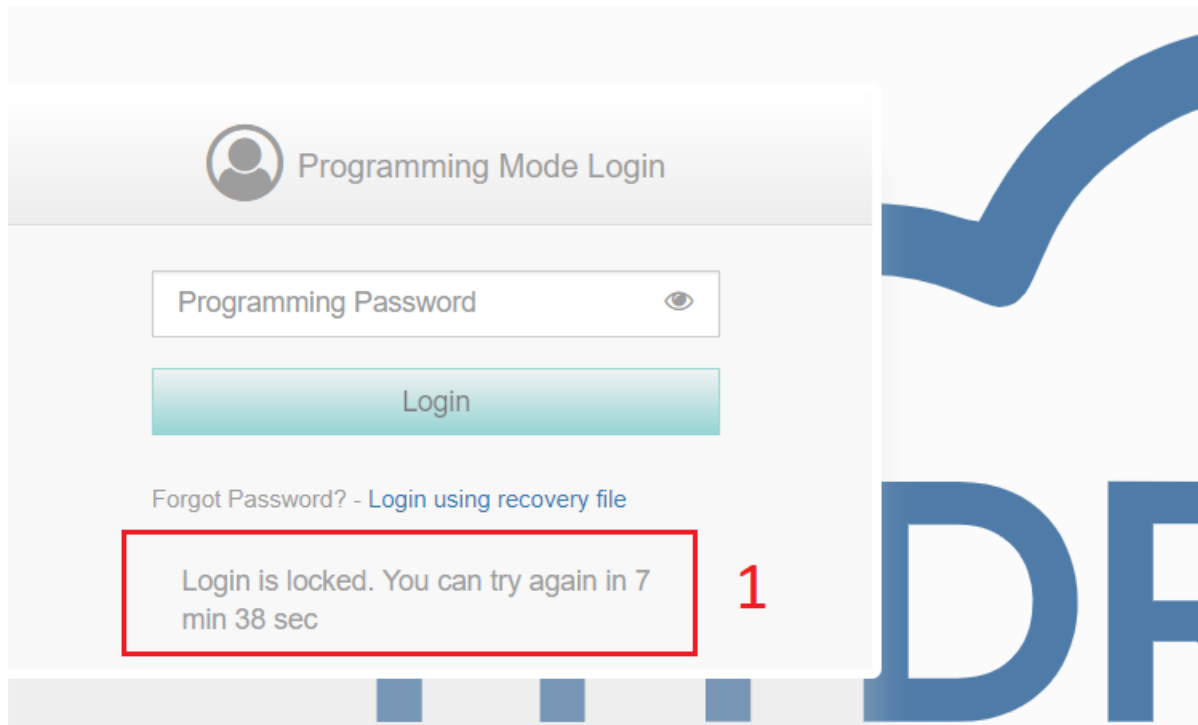 Programming Mode Login
Programming Password
Login
Forgot Password? - Login using recovery file
Login is locked. You can try again in 7
min 38 sec
1